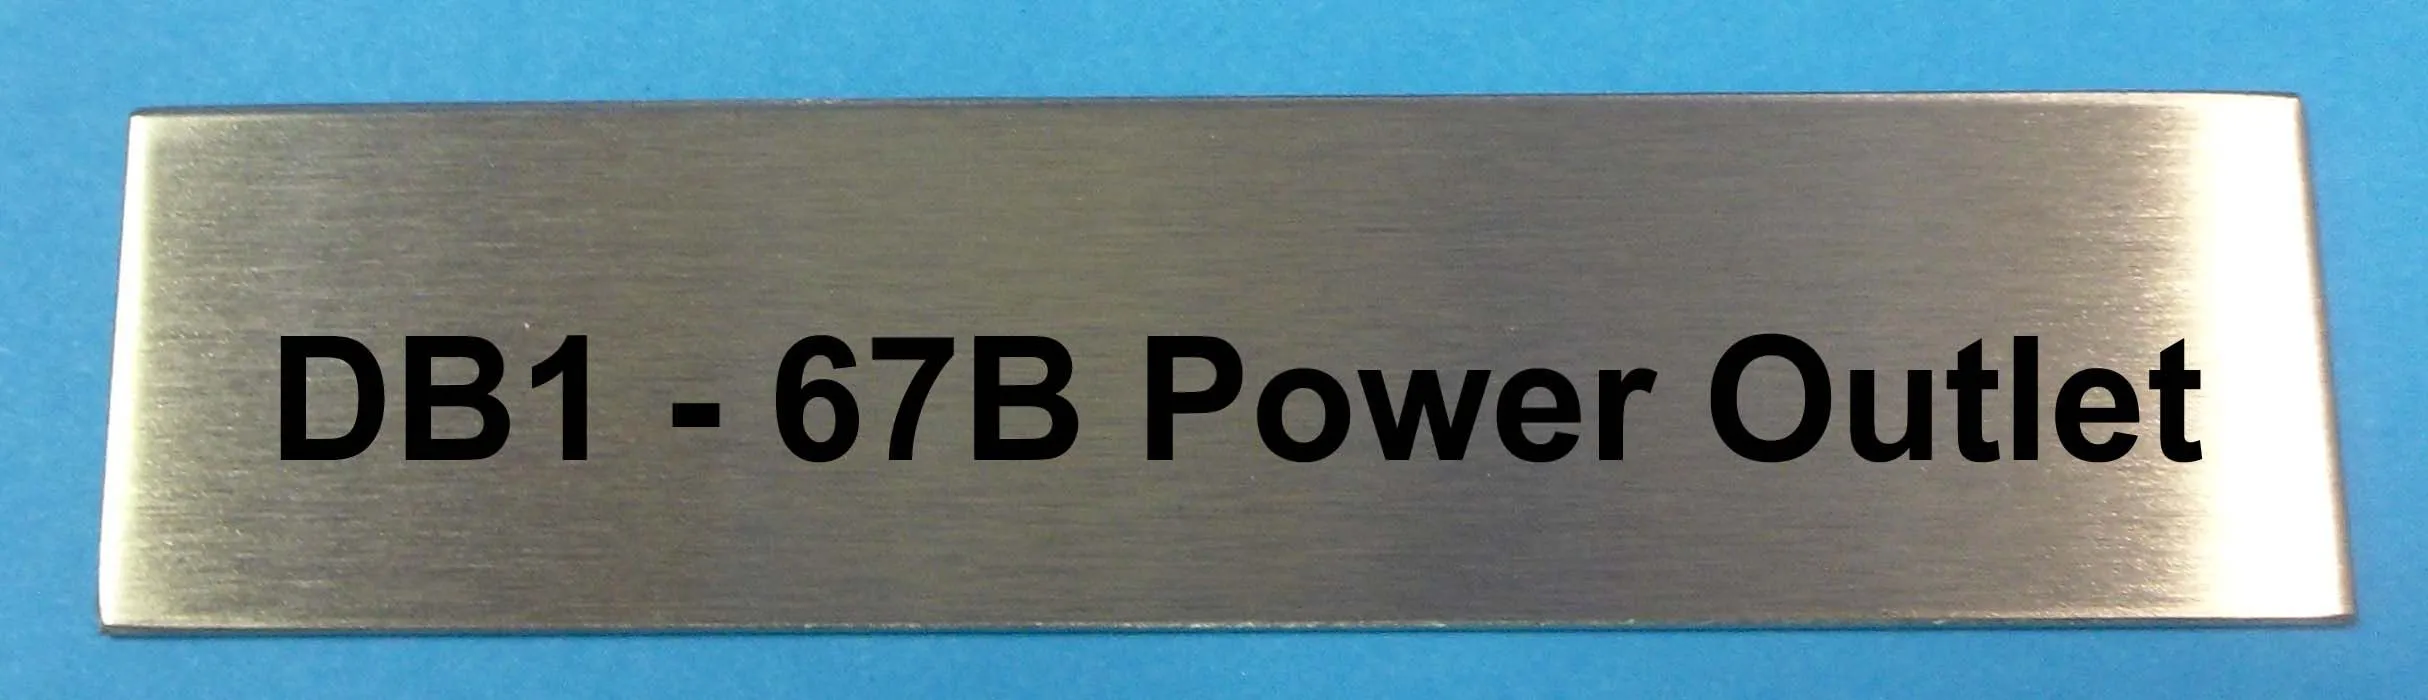 DB1 - 67B Power Outlet